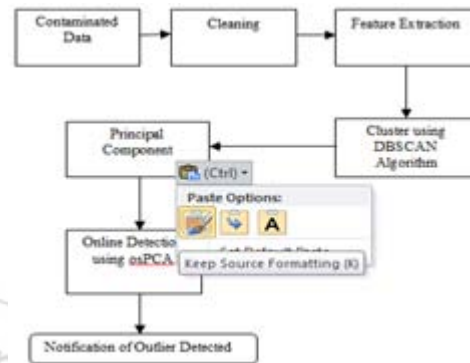 Contaminated
Data
Cleaning
Feature Extraction
Cluster using
DBSCAN
Algorithm
Principal
Component
(Ctrl)
Paste Options:
A
Keep Source Formatting (K)
Online Detection
using osPCA
Notification of Outlier Detected